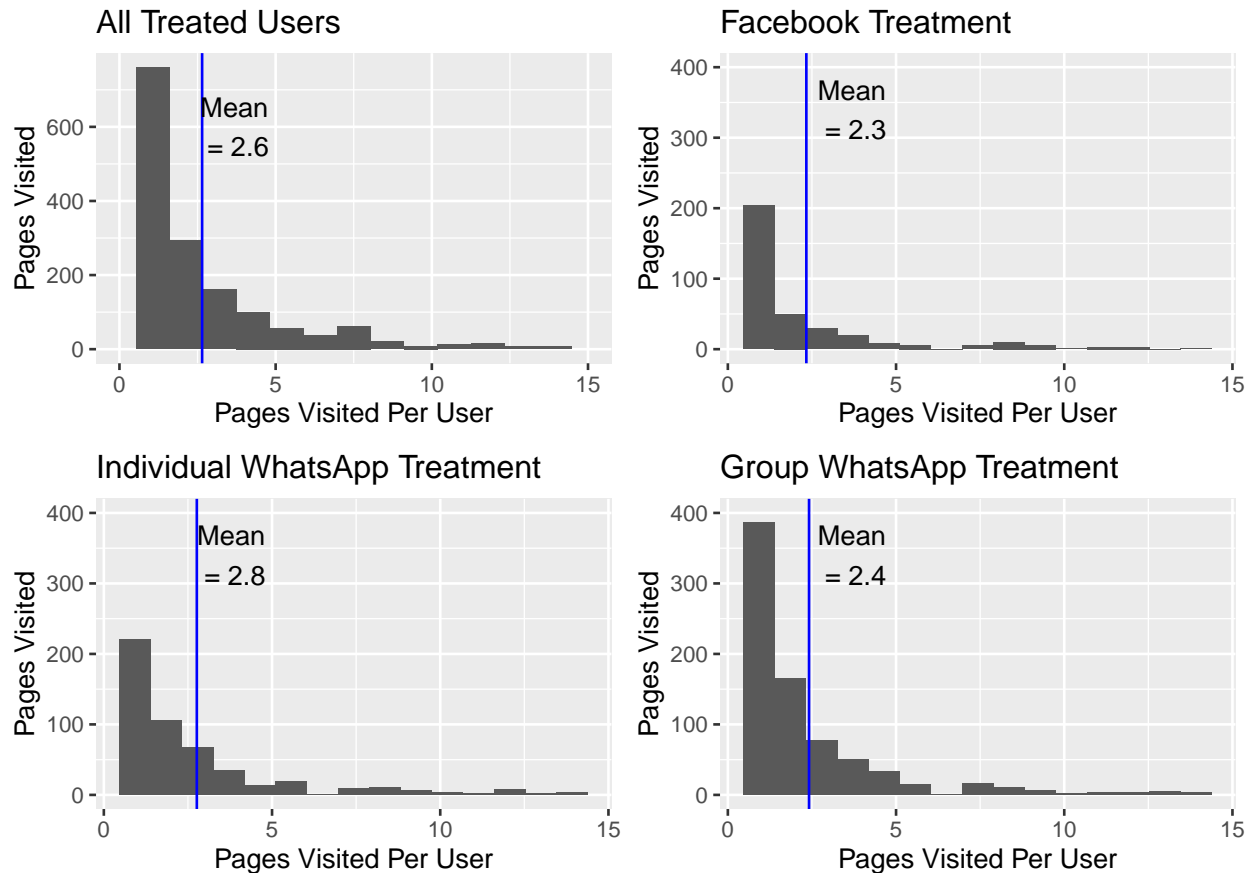 All Treated Users
Pages Visited
600
400
200
0
Mean
= 2.6
0 5 10 15
Pages Visited Per User
Facebook Treatment
Pages Visited
400
300
200
100
0
Mean
= 2.3
0 5 10 15
Pages Visited Per User
Individual WhatsApp Treatment
Pages Visited
400
300
200
100
0
Mean
= 2.8
0 5 10 15
Pages Visited Per User
Group WhatsApp Treatment
Pages Visited
400
300
200
100
0
Mean
= 2.4
0 5 10 15
Pages Visited Per User